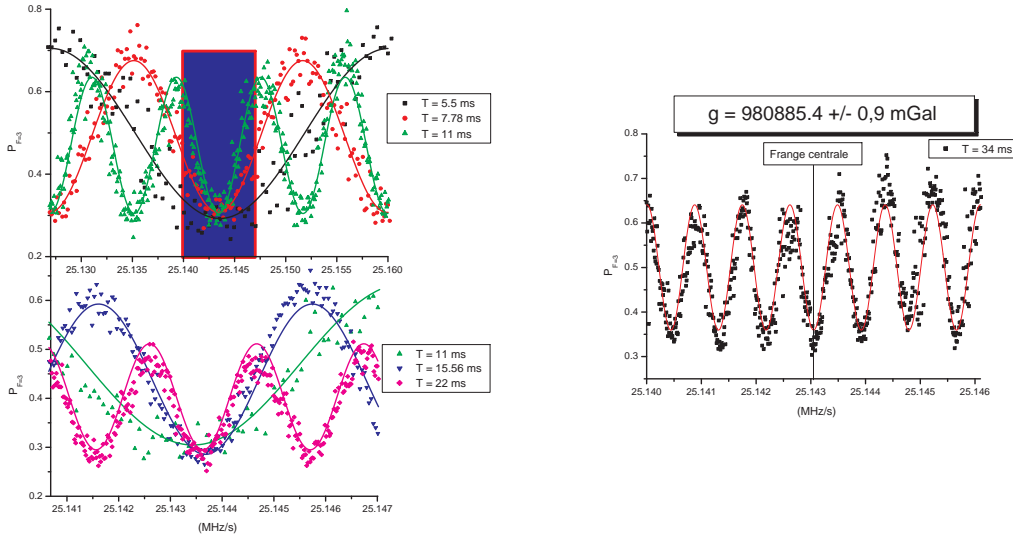 0.8
0.6
0.4
0.2
P F=3
25.130 25.135 25.140 25.145 25.150 25.155 25.160
T = 5.5 ms
T = 7.78 ms
T = 11 ms
0.6
0.5
0.4
0.3
0.2
P F=3
25.141 25.142 25.143 25.144 25.145 25.146 25.147
(MHz/s)
T = 11 ms
T = 15.56 ms
T = 22 ms
g = 980885.4 +/- 0,9 mGal
Frange centrale
T = 34 ms
0.8
0.7
0.6
0.5
0.4
0.3
P F=3
25.140 25.141 25.142 25.143 25.144 25.145 25.146
(MHz/s)